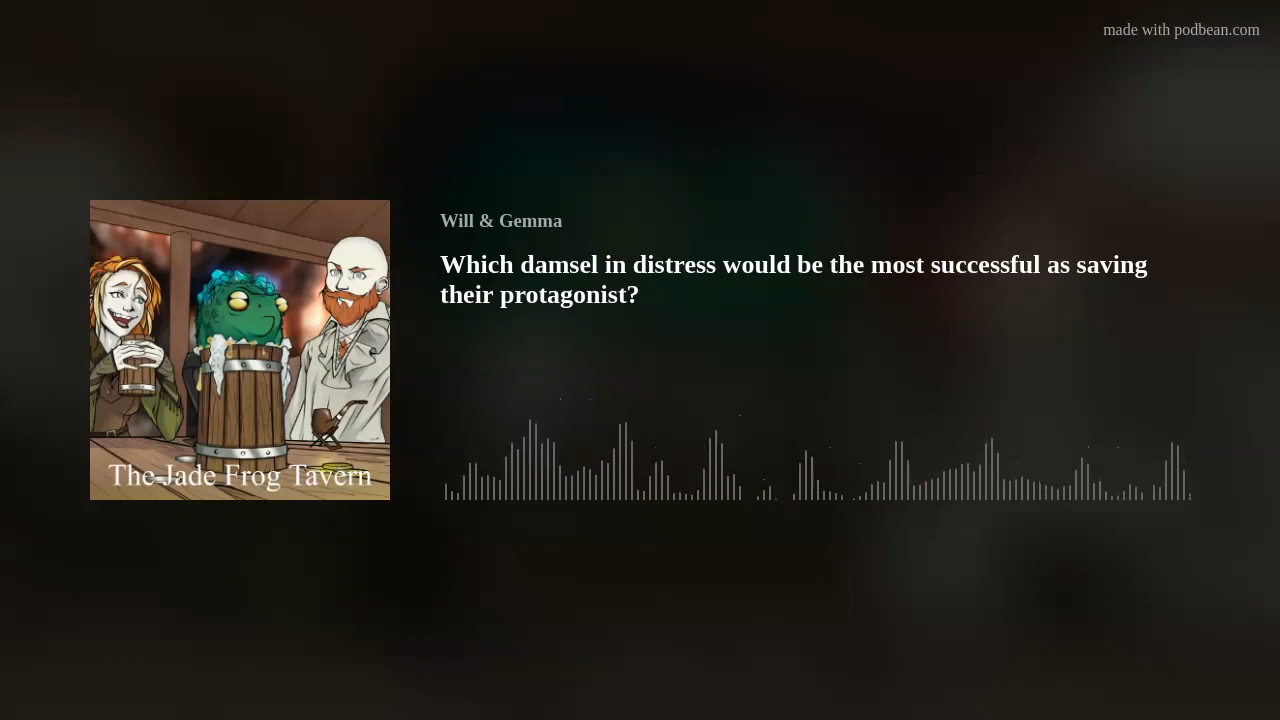 made with podbean.com
Will & Gemma
Which damsel in distress would be the most successful as saving
their protagonist?
The Jade Frog Tavern